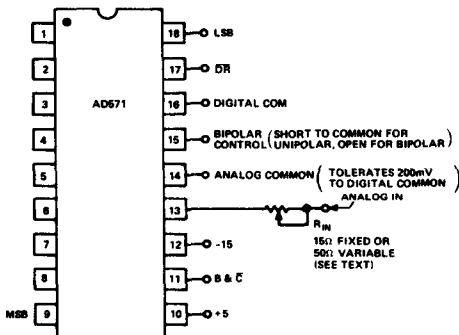 1 18 LSB
2 17 DR
3 AD571 16 DIGITAL COM
4 15 BIPOLAR CONTROL (SHORT TO COMMON FOR UNIPOLAR, OPEN FOR BIPOLAR)
5 14 ANALOG COMMON (TOLERATES 200mV TO DIGITAL COMMON)
6 13 ANALOG IN
RIN
15Ω FIXED OR
50Ω VARIABLE
(SEE TEXT)
7 12 -15
8 11 B & C
MSB 9 10 +5